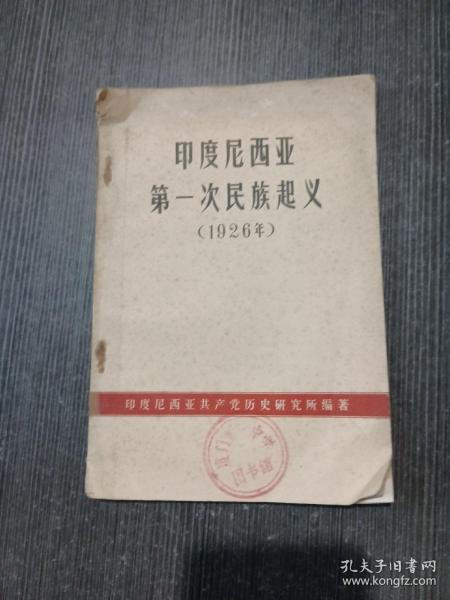 印度尼西亚
第一次民族起义
(1926年)
印度尼西亚共产党历史研究所编著
孔夫子旧书网
www.kongfz.com